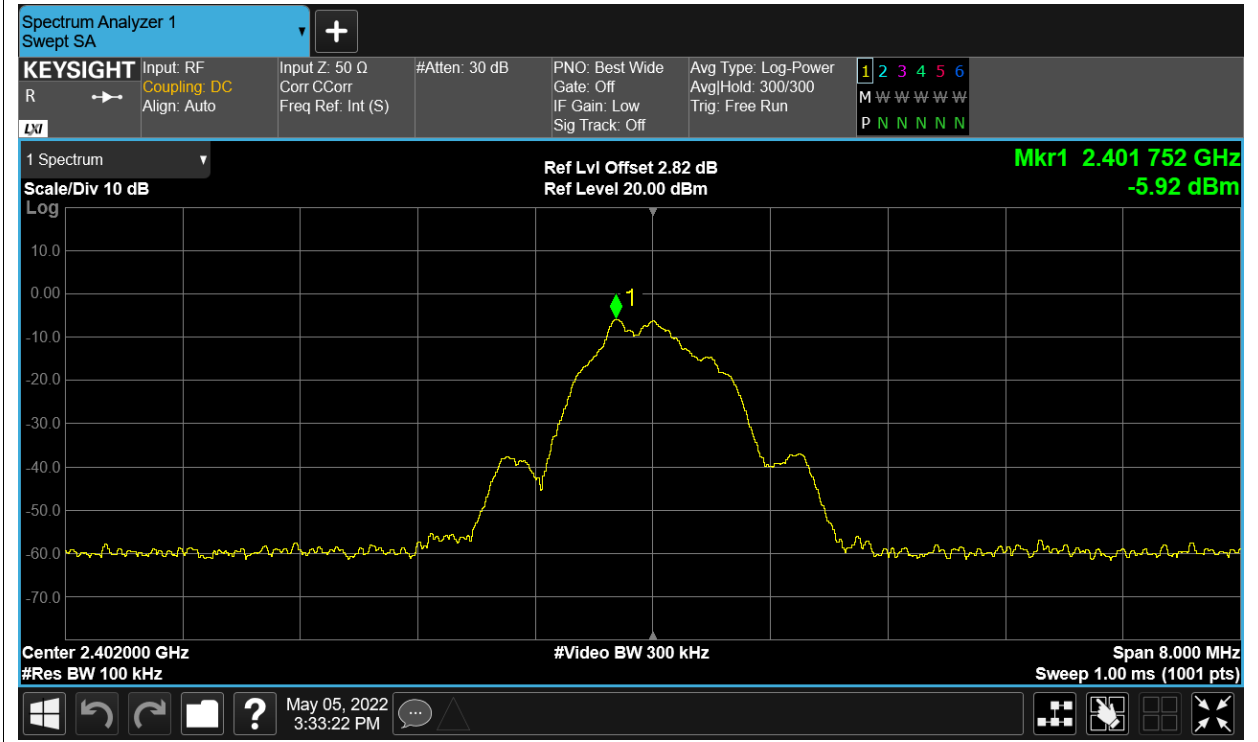 Spectrum Analyzer 1
Swept SA
KEYSIGHT
R
LXI
Input: RF
Coupling: DC
Align: Auto
Input Z: 50 Ω
Corr CCorr
Freq Ref: Int (S)
#Atten: 30 dB
PNO: Best Wide
Gate: Off
IF Gain: Low
Sig Track: Off
Avg Type: Log-Power
Avg|Hold: 300/300
Trig: Free Run
1 2 3 4 5 6
M W W W W W
P N N N N N
1 Spectrum
Scale/Div 10 dB
Log
Ref Lvl Offset 2.82 dB
Ref Level 20.00 dBm
Mkr1 2.401 752 GHz
-5.92 dBm
10.0
0.00
-10.0
-20.0
-30.0
-40.0
-50.0
-60.0
-70.0
1
Center 2.402000 GHz
#Res BW 100 kHz
#Video BW 300 kHz
Span 8.000 MHz
Sweep 1.00 ms (1001 pts)
?
May 05, 2022
3:33:22 PM